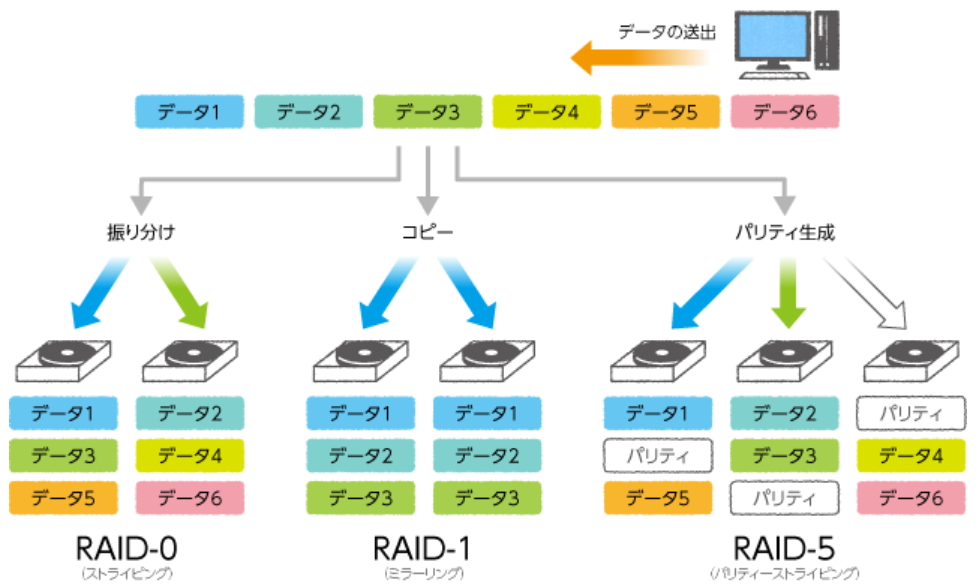 データの送出
データ1 データ2 データ3 データ4 データ5 データ6
振り分け コピー パリティ生成
データ1 データ2 データ1 データ1 データ1 データ2 パリティ
データ3 データ4 データ2 データ2 パリティ データ3 データ4
データ5 データ6 データ3 データ3 データ5 パリティ データ6
RAID-0 RAID-1 RAID-5
(ストライピング) (ミラーリング) (パリティーストライピング)